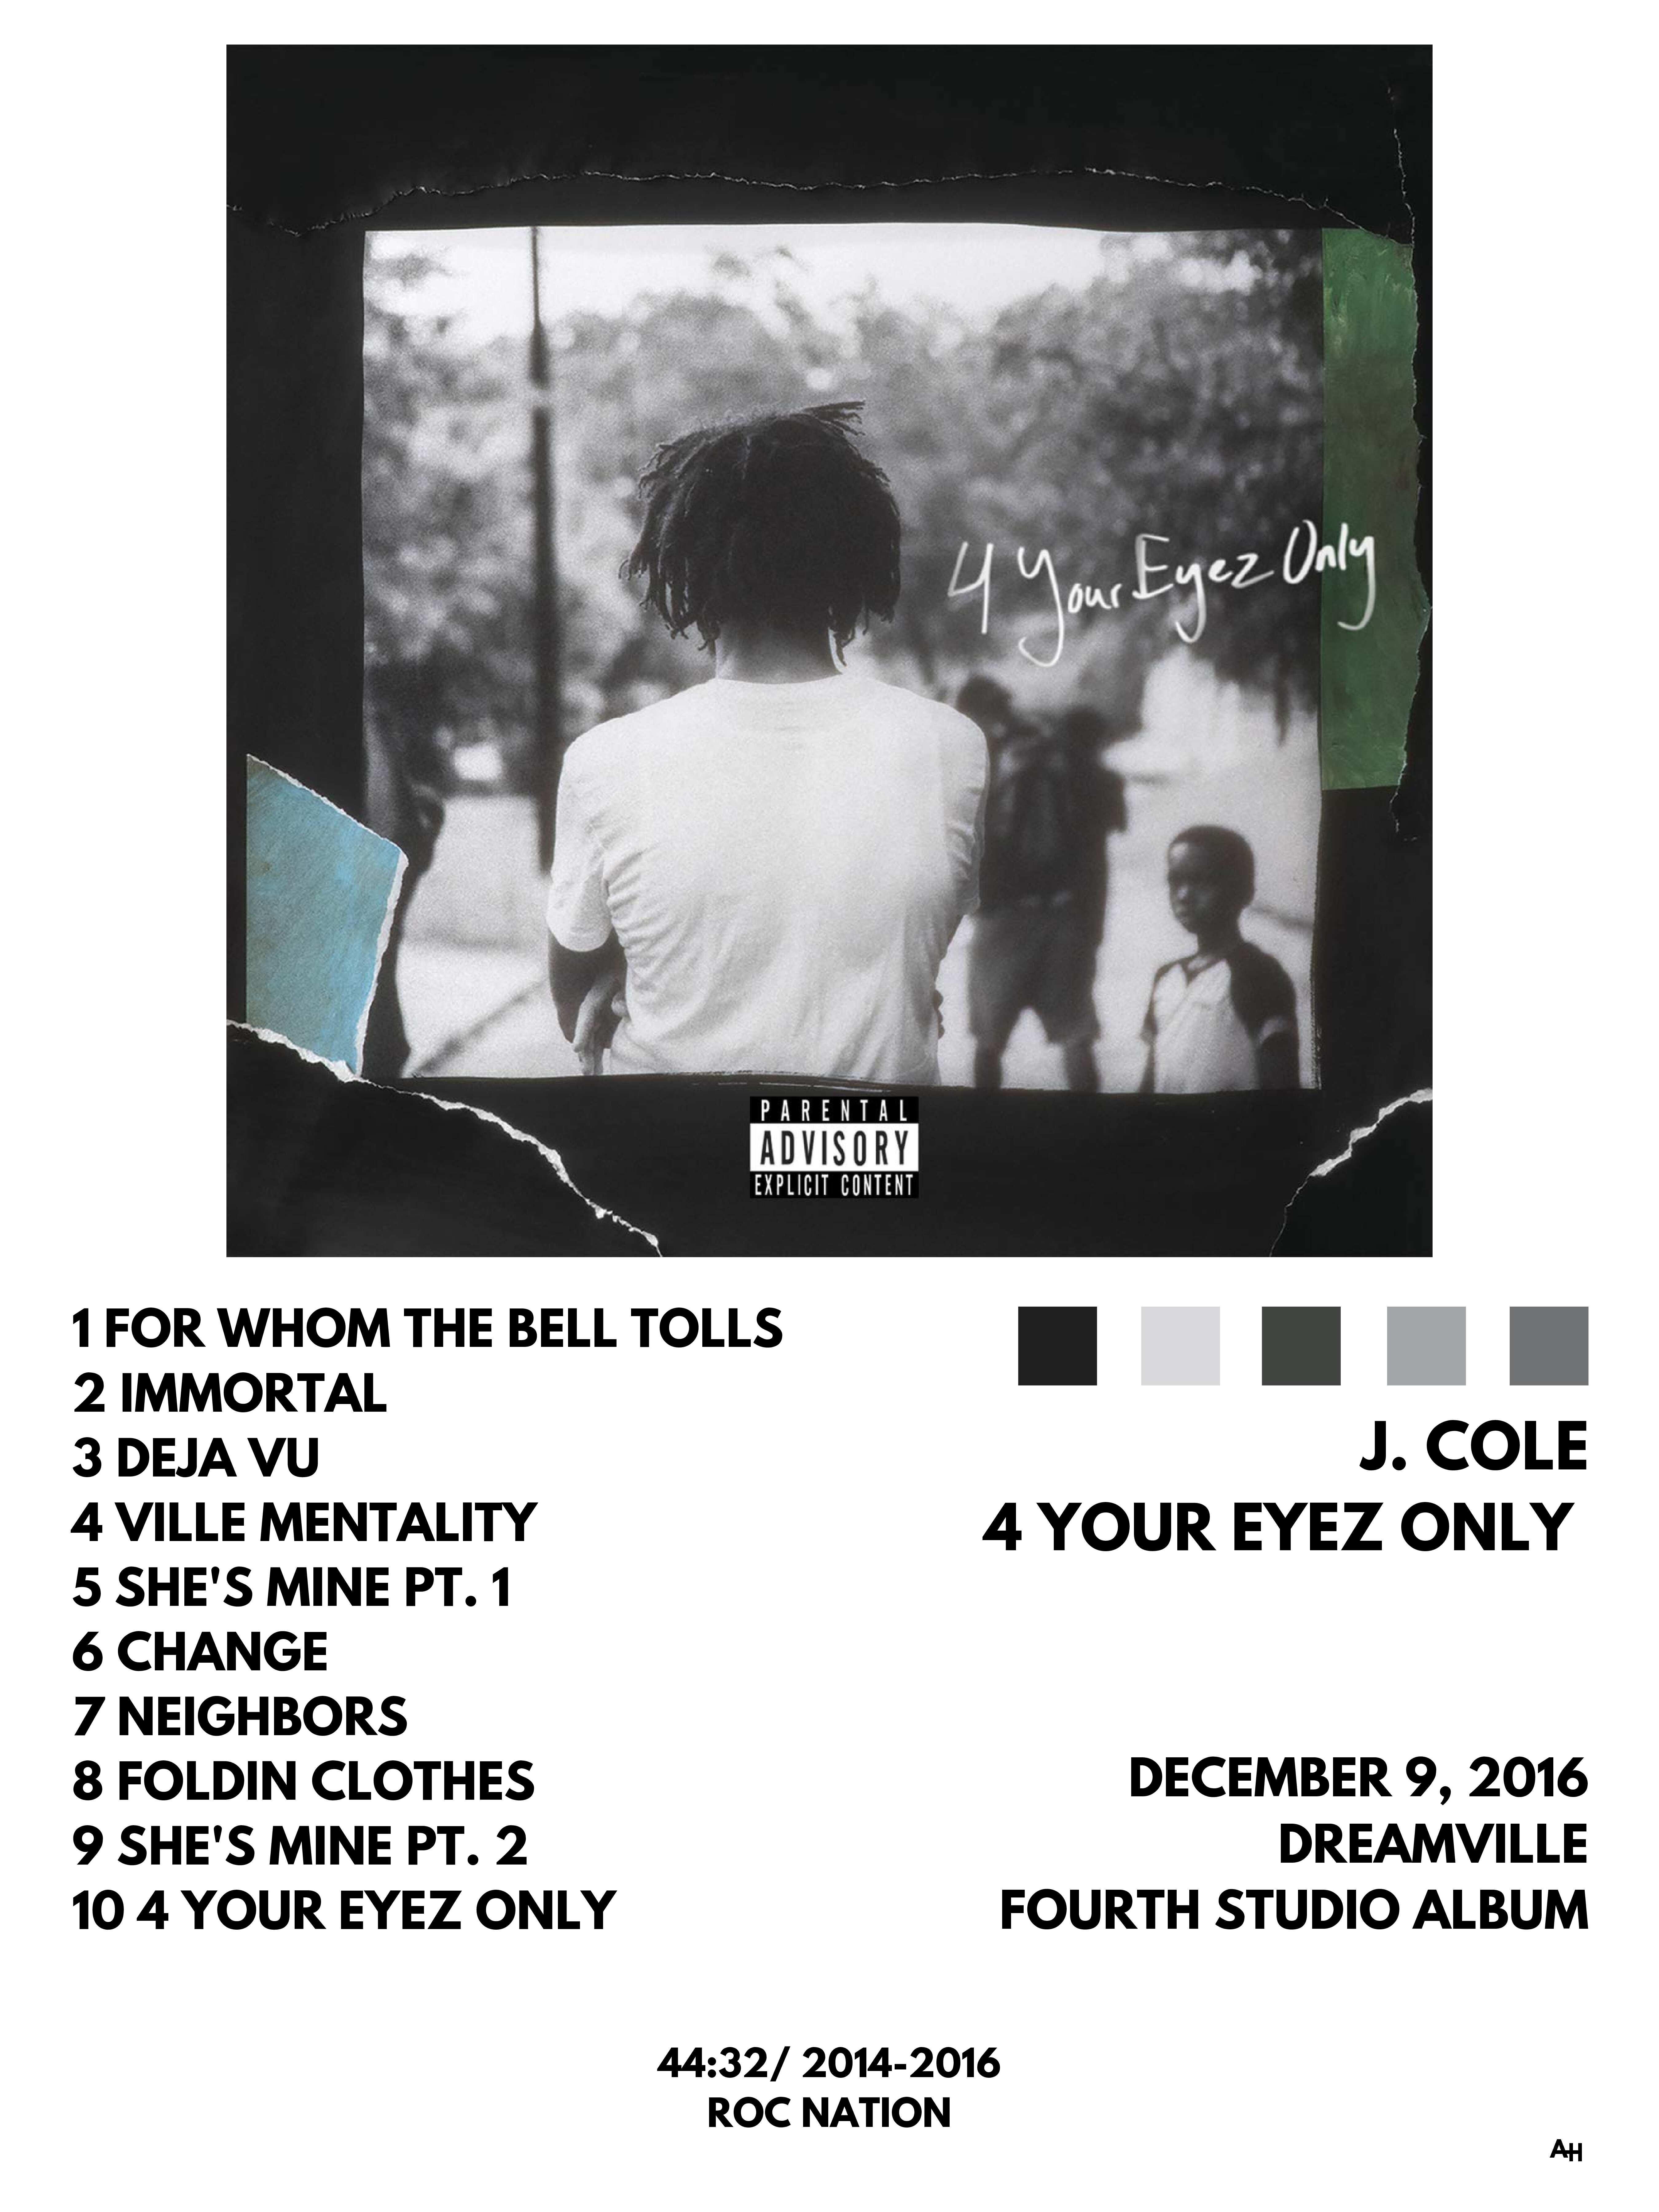 4 Your Eyez Only
PARENTAL
ADVISORY
EXPLICIT CONTENT
1 FOR WHOM THE BELL TOLLS
2 IMMORTAL
3 DEJA VU
4 VILLE MENTALITY
5 SHE'S MINE PT. 1
6 CHANGE
7 NEIGHBORS
8 FOLDIN CLOTHES
9 SHE'S MINE PT. 2
10 4 YOUR EYEZ ONLY
J. COLE
4 YOUR EYEZ ONLY
DECEMBER 9, 2016
DREAMVILLE
FOURTH STUDIO ALBUM
44:32/ 2014-2016
ROC NATION
AH